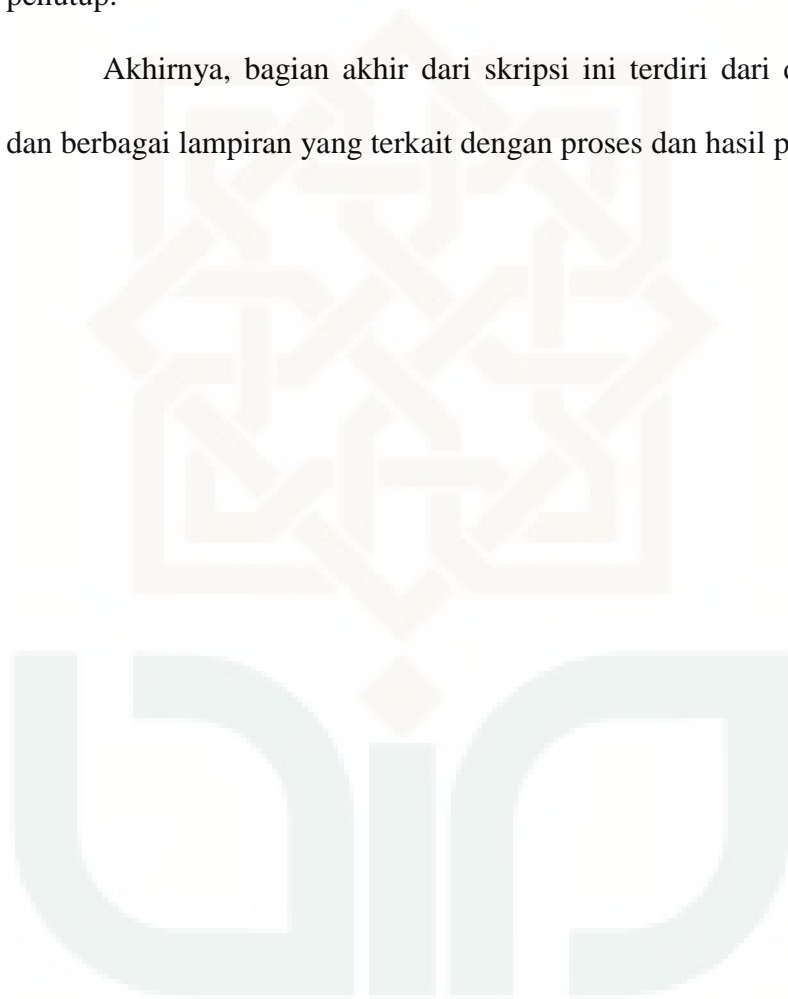 penutup.
Akhirnya, bagian akhir dari skripsi ini terdiri dari
dan berbagai lampiran yang terkait dengan proses dan hasil